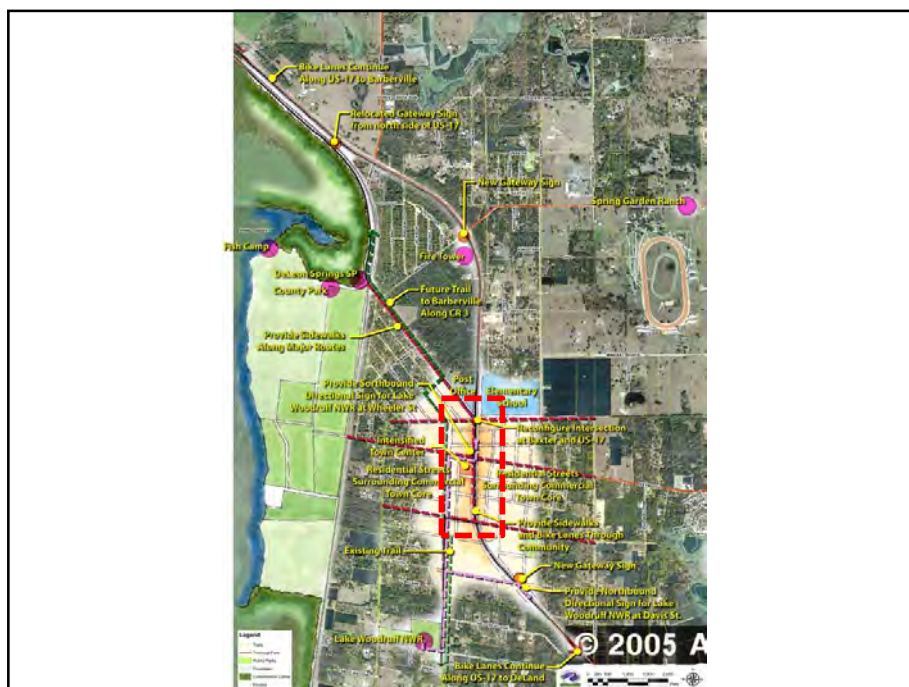 Bike Lanes Continue
Along US-17 to Barberville
Relocated Gateway Sign
from north side of US-17
New Gateway Sign
Spring Garden Ranch
Fish Camp
Fire Tower
DeLeon Springs SP
County Park
Future Trail
to Barberville
Along CR 3
Provide Sidewalks
Along Major Routes
Post
Office
Elementary
School
Provide Southbound
Directional Sign for Lake
Woodruff NWR at Wheeler St
Reconfigure Intersection
at Baxter and US-17
Intensified
Town Center
Residential Streets
Surrounding Commercial
Town Core
Residential Streets
Surrounding Commercial
Town Core
Provide Sidewalks
and Bike Lanes Through
Community
Existing Trail
New Gateway Sign
Provide Northbound
Directional Sign for Lake
Woodruff NWR at Davis St.
Lake Woodruff NWR
© 2005 A
Bike Lanes Continue
Along US-17 to DeLand
Legend